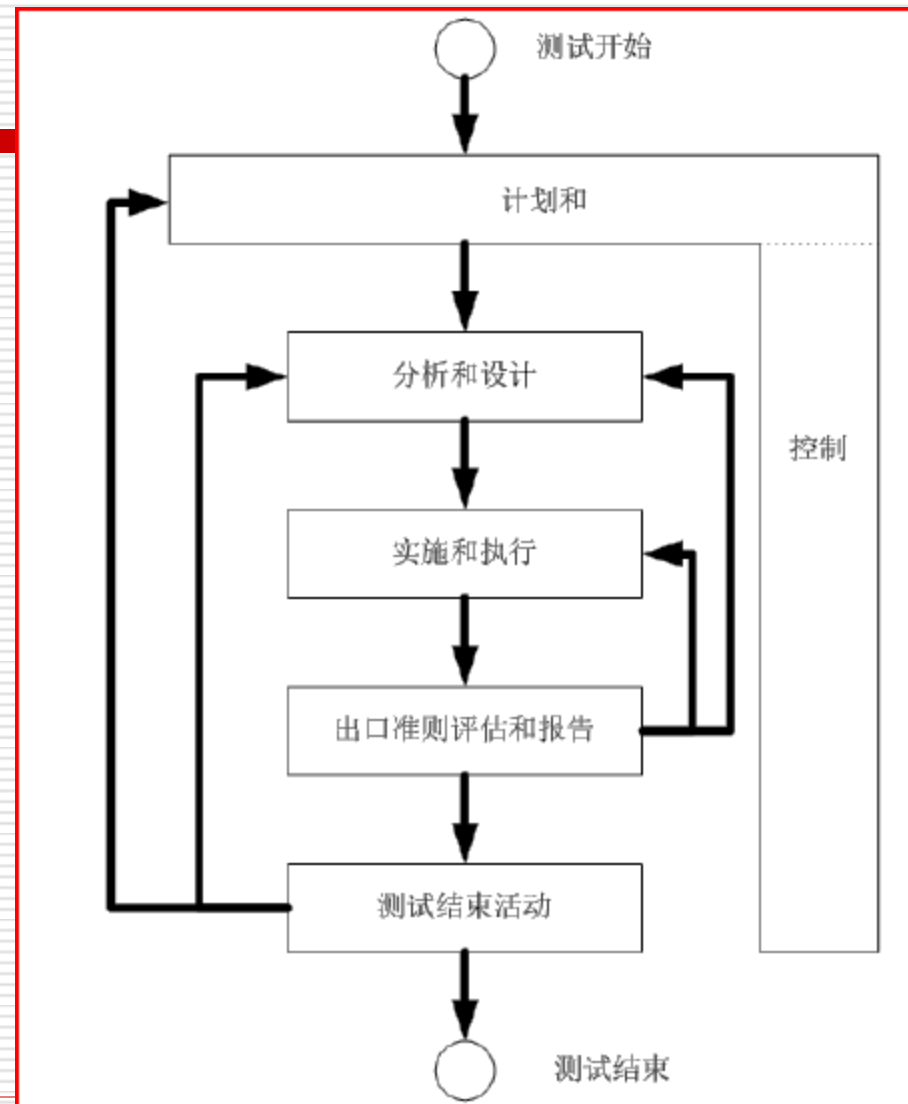 测试开始
计划和
分析和设计
控制
实施和执行
出口准则评估和报告
测试结束活动
测试结束